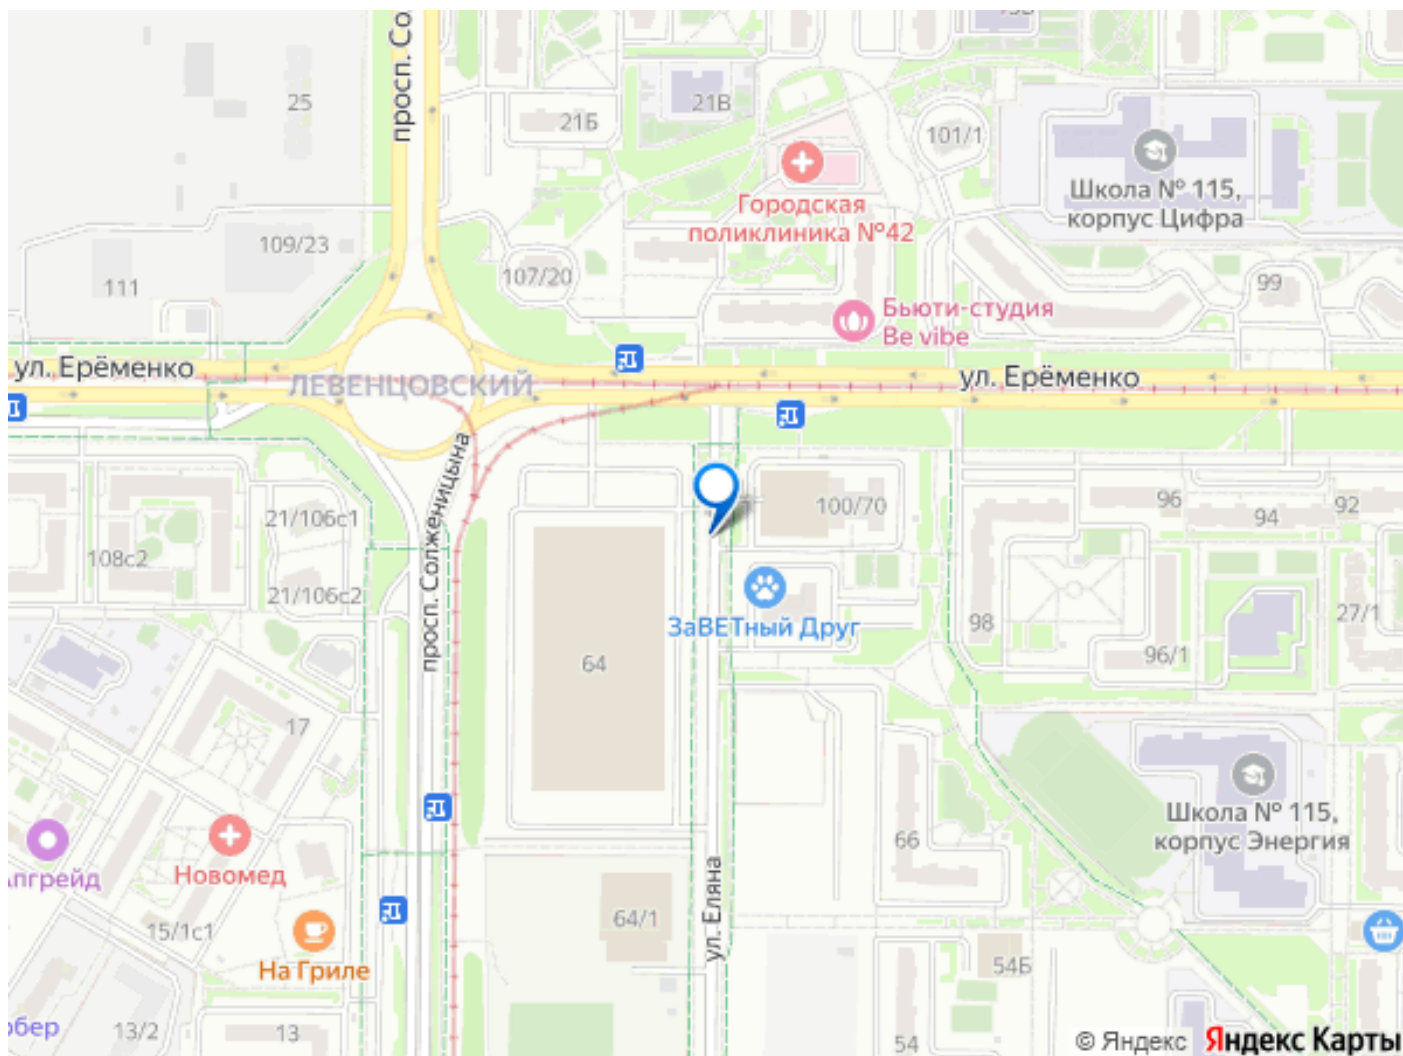 просп. Со
25
21Б
21В
101/1
Школа № 115,
корпус Цифра
Городская
поликлиника №42
109/23
111
107/20
99
Бьюти-студия
Be vibe
ул. Ерёменко
ЛЕВЕНЦОВСКИЙ
ул. Ерёменко
просп. Солженицына
21/106с1
108с2
21/106с2
100/70
96
94
92
ЗаВЕТный Друг
64
98
96/1
27/1
17
66
Школа № 115,
корпус Энергия
Апгрейд
Новомед
15/1с1
На Гриле
64/1
ул. Еляна
54Б
13/2
13
54
© Яндекс Яндекс Карты